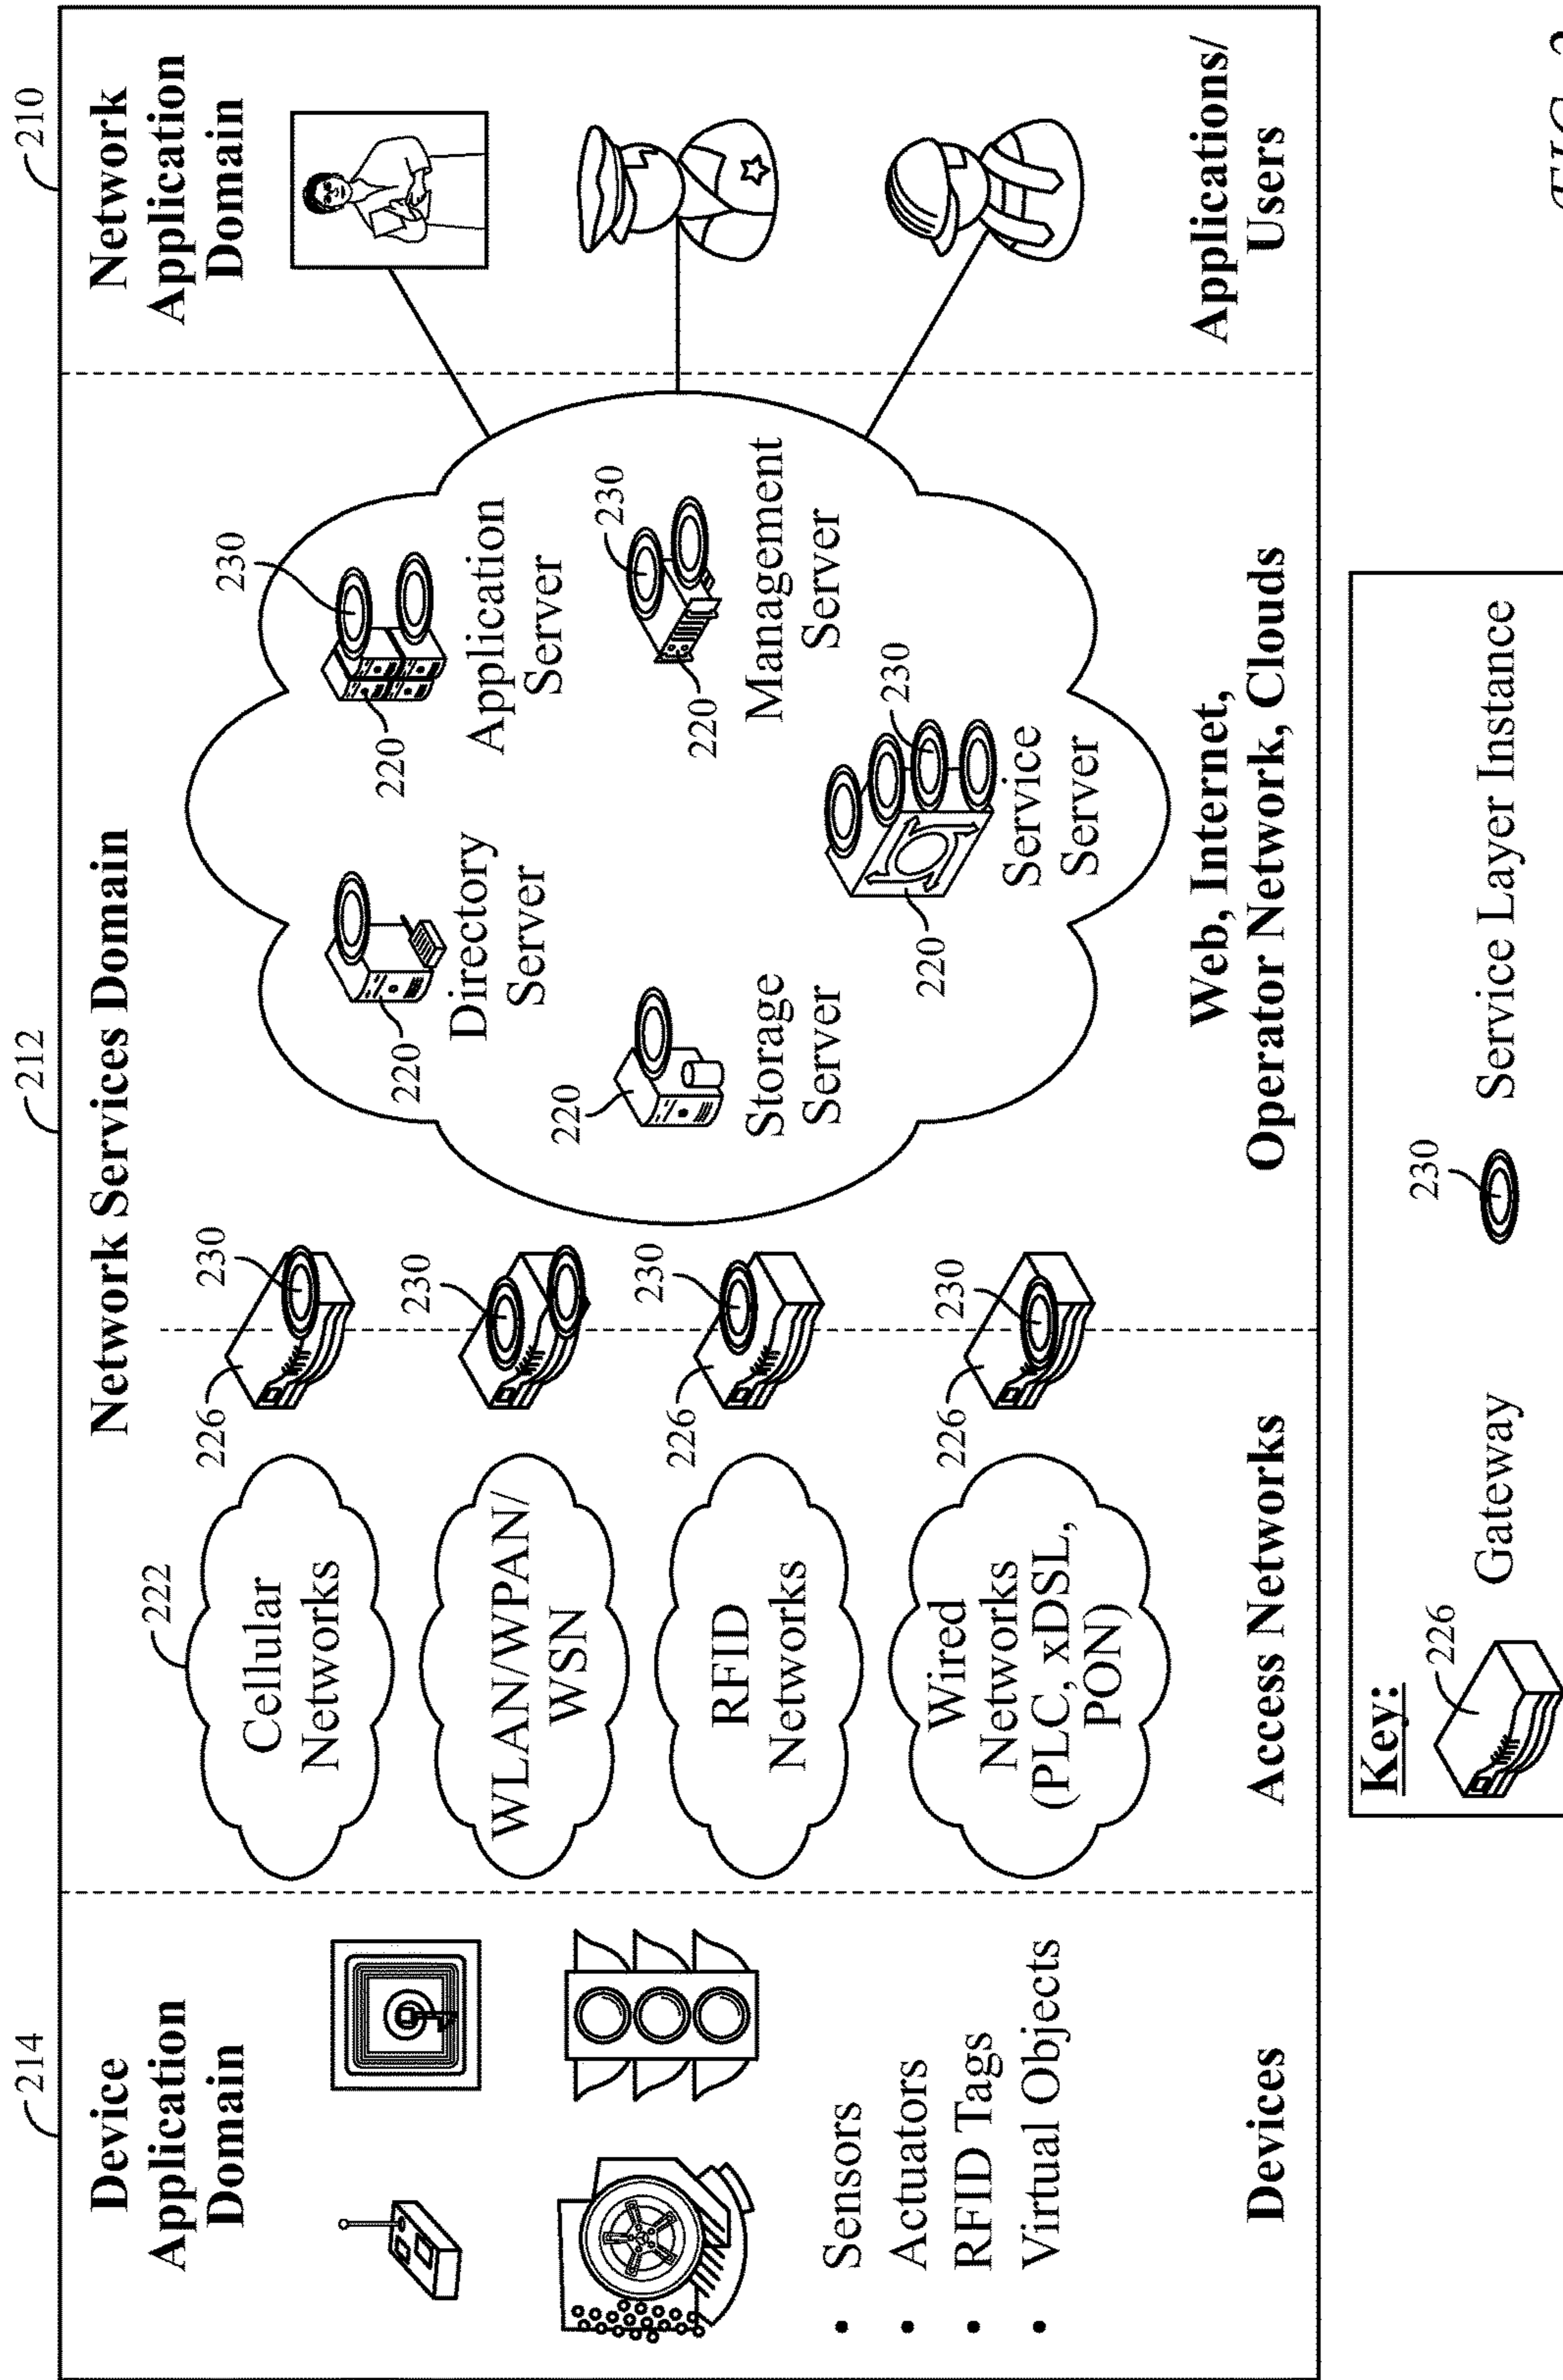 214
212
210
Device
Application
Domain
Sensors
Actuators
RFID Tags
Virtual Objects
Devices
Network Services Domain
222
Cellular
Networks
WLAN/WPAN/
WSN
RFID
Networks
Wired
Networks
(PLC, xDSL,
PON)
Access Networks
226
230
230
226
230
226
230
220
Directory
Server
220
230
Application
Server
220
Storage
Server
220
230
Management
Server
220
230
Service
Server
Web, Internet,
Operator Network, Clouds
Network
Application
Domain
Applications/
Users
Key:
226
Gateway
230
Service Layer Instance